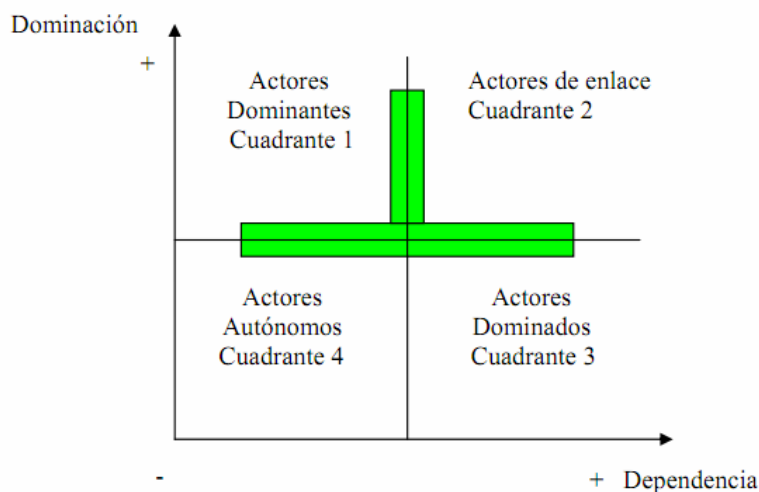 Dominación
+
Actores
Dominantes
Cuadrante 1
Actores de enlace
Cuadrante 2
Actores
Autónomos
Cuadrante 4
Actores
Dominados
Cuadrante 3
-
+ Dependencia